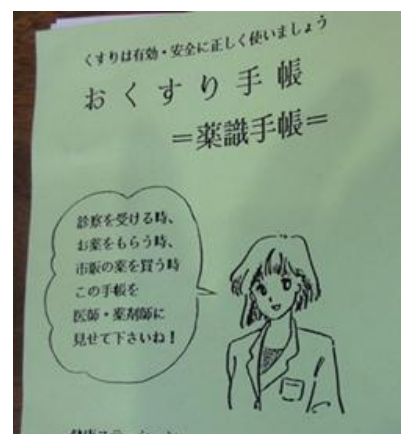 くすりは有効・安全に正しく使いましょう
おくすり手帳
=薬識手帳=
診察を受ける時、
お薬をもらう時、
市販の薬を買う時
この手帳を
医師・薬剤師に
見せて下さいね!